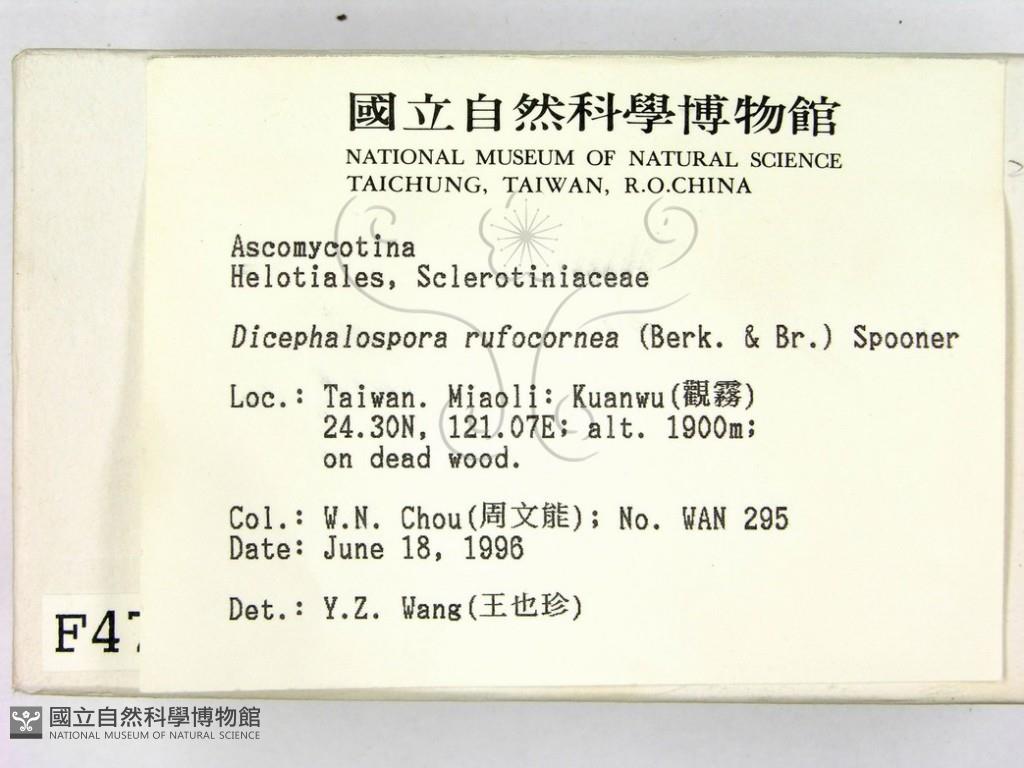 國立自然科學博物館
NATIONAL MUSEUM OF NATURAL SCIENCE
TAICHUNG, TAIWAN, R.O.CHINA
Ascomycotina
Helotiales, Sclerotiniaceae
Dicephalospora rufocornea (Berk. & Br.) Spooner
Loc.: Taiwan. Miaoli: Kuanwu(觀霧)
24.30N, 121.07E; alt. 1900m;
on dead wood.
Col.: W.N. Chou(周文能); No. WAN 295
Date: June 18, 1996
Det.: Y.Z. Wang(王也珍)
F47
國立自然科學博物館
NATIONAL MUSEUM OF NATURAL SCIENCE